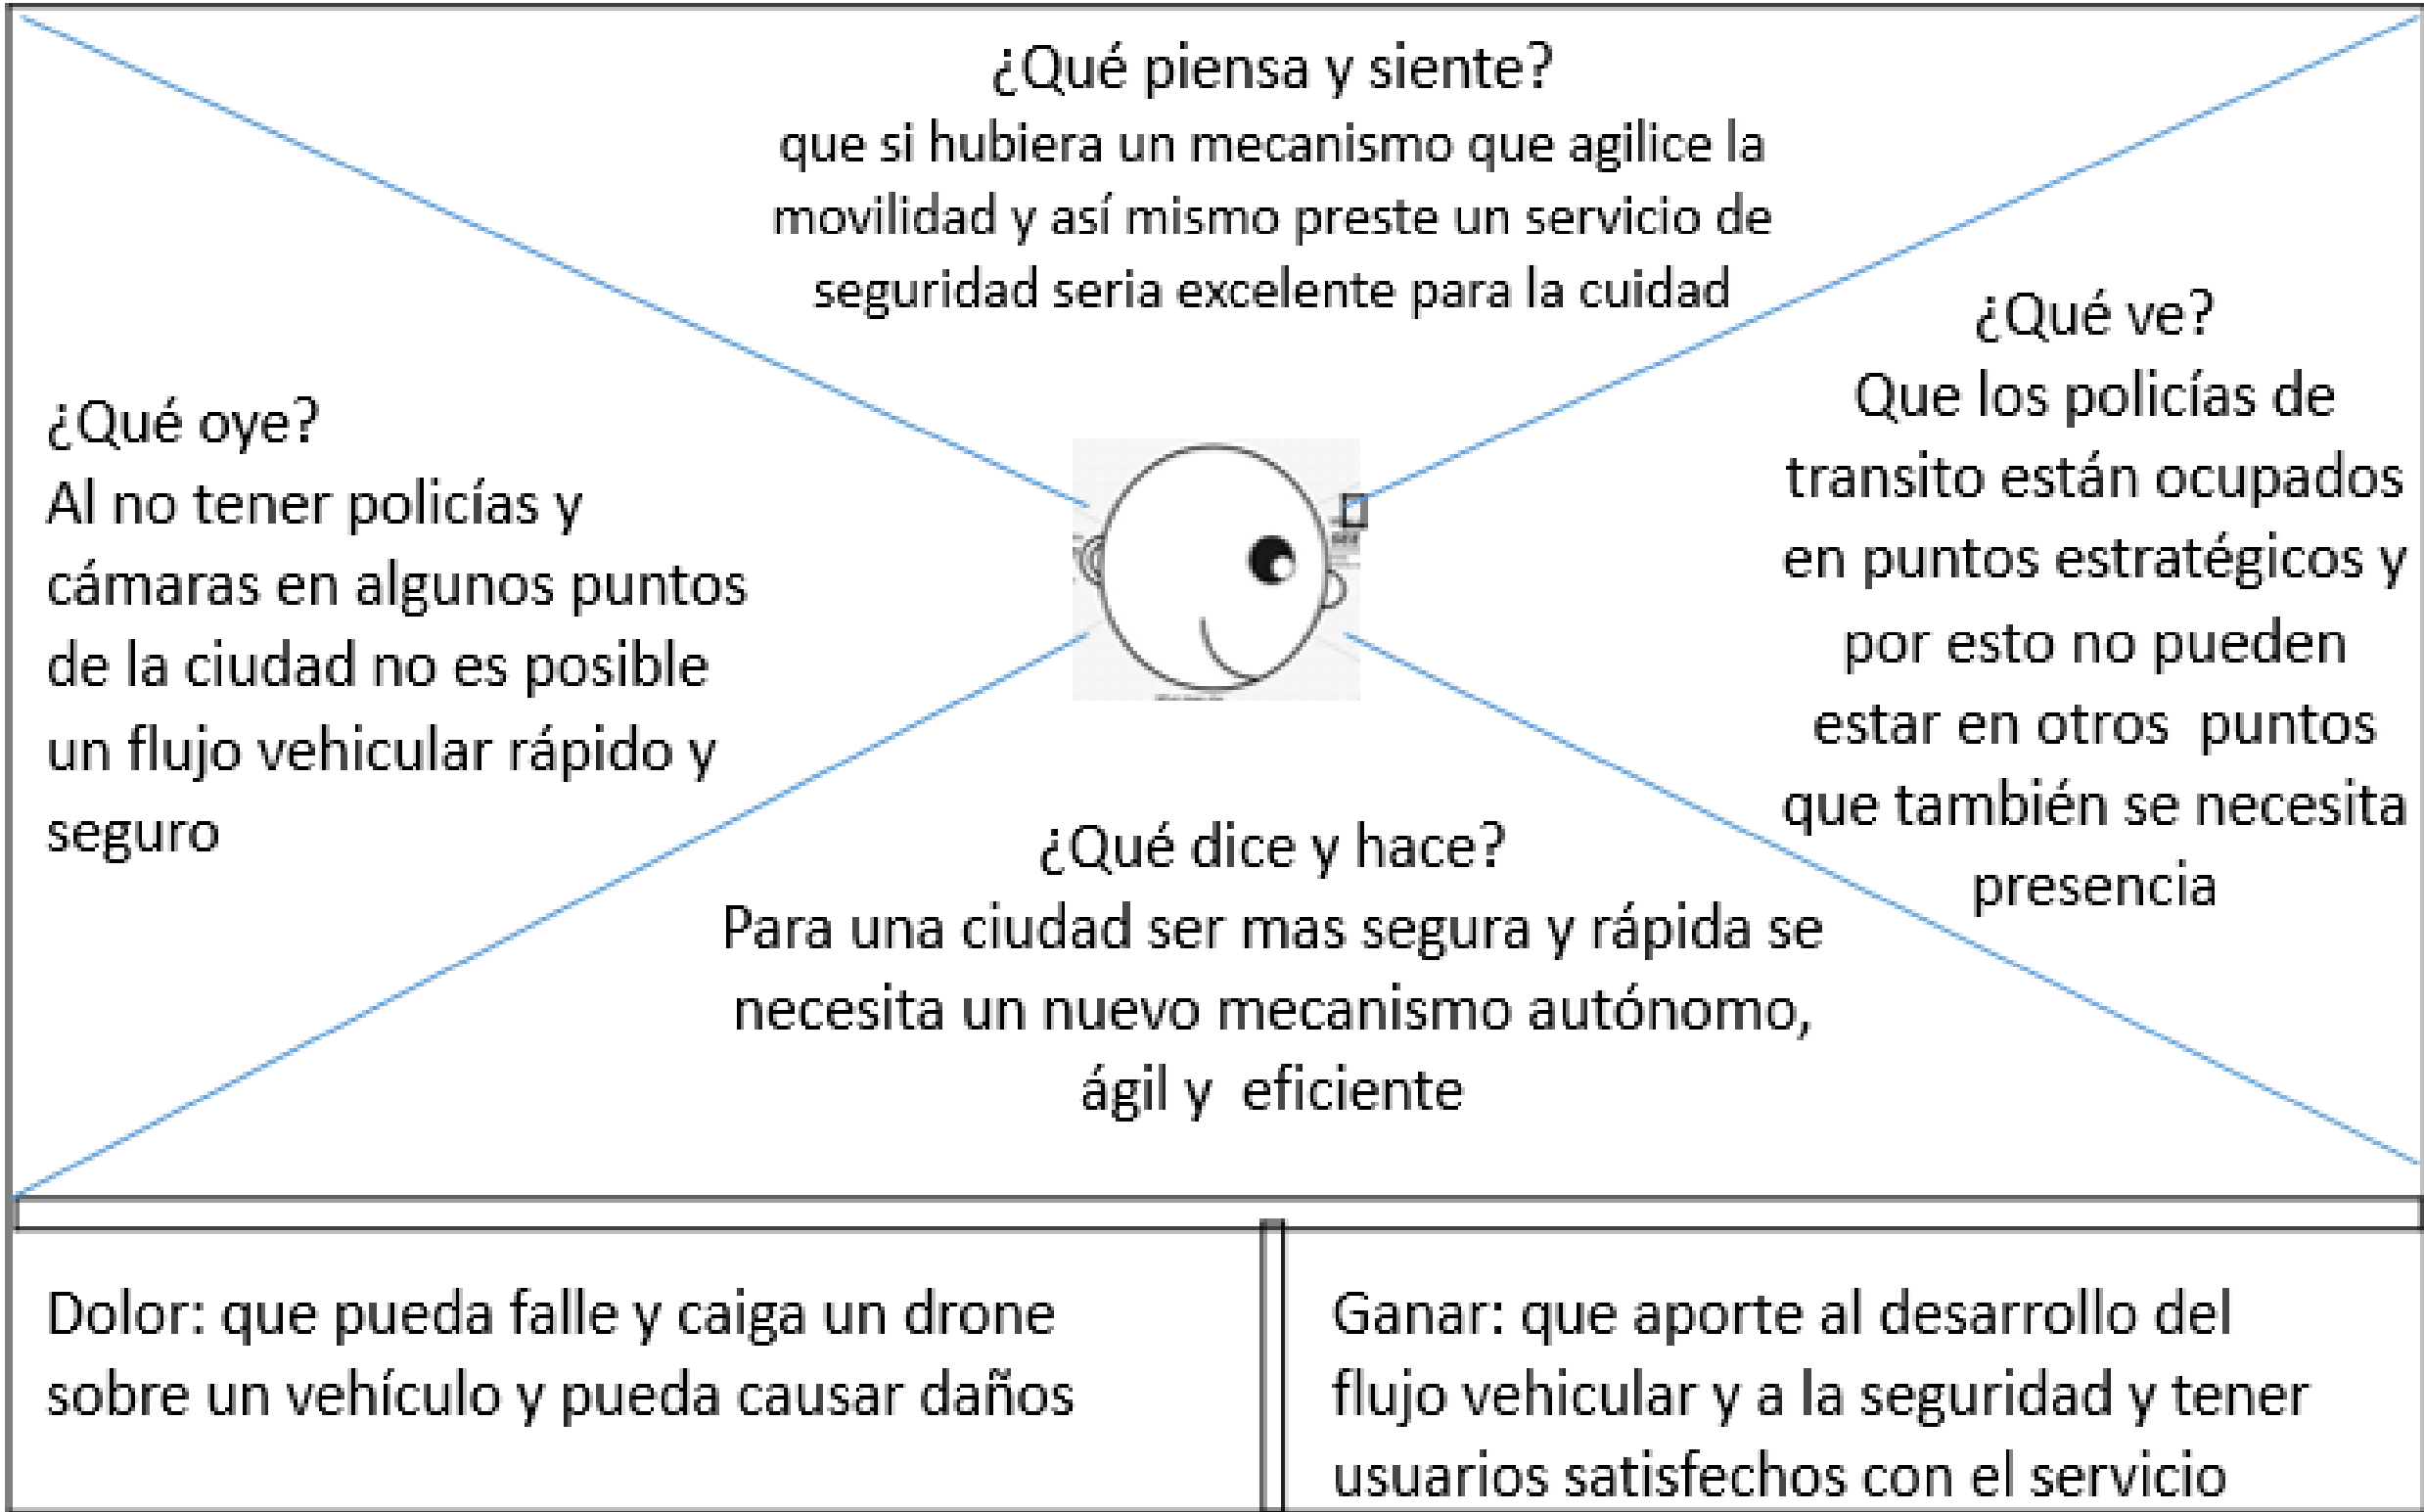 ¿Qué piensa y siente?
que si hubiera un mecanismo que agilice la
movilidad y así mismo preste un servicio de
seguridad seria excelente para la cuidad
¿Qué oye?
Al no tener policías y
cámaras en algunos puntos
de la ciudad no es posible
un flujo vehicular rápido y
seguro
¿Qué ve?
Que los policías de
transito están ocupados
en puntos estratégicos y
por esto no pueden
estar en otros puntos
que también se necesita
presencia
¿Qué dice y hace?
Para una ciudad ser mas segura y rápida se
necesita un nuevo mecanismo autónomo,
ágil y eficiente
Dolor: que pueda falle y caiga un drone
sobre un vehículo y pueda causar daños
Ganar: que aporte al desarrollo del
flujo vehicular y a la seguridad y tener
usuarios satisfechos con el servicio